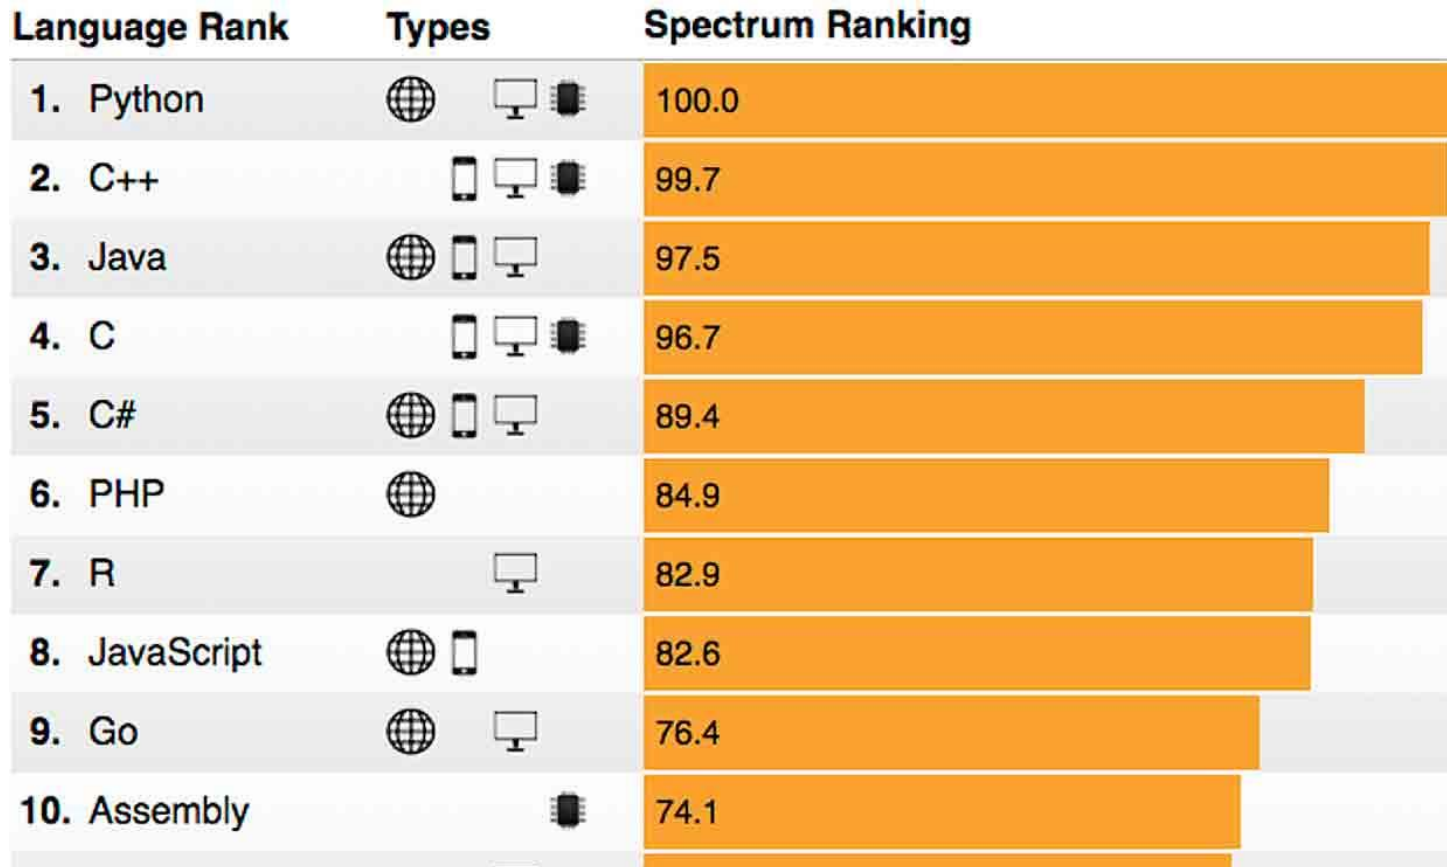 Language Rank Types Spectrum Ranking
1. Python 100.0
2. C++ 99.7
3. Java 97.5
4. C 96.7
5. C# 89.4
6. PHP 84.9
7. R 82.9
8. JavaScript 82.6
9. Go 76.4
10. Assembly 74.1